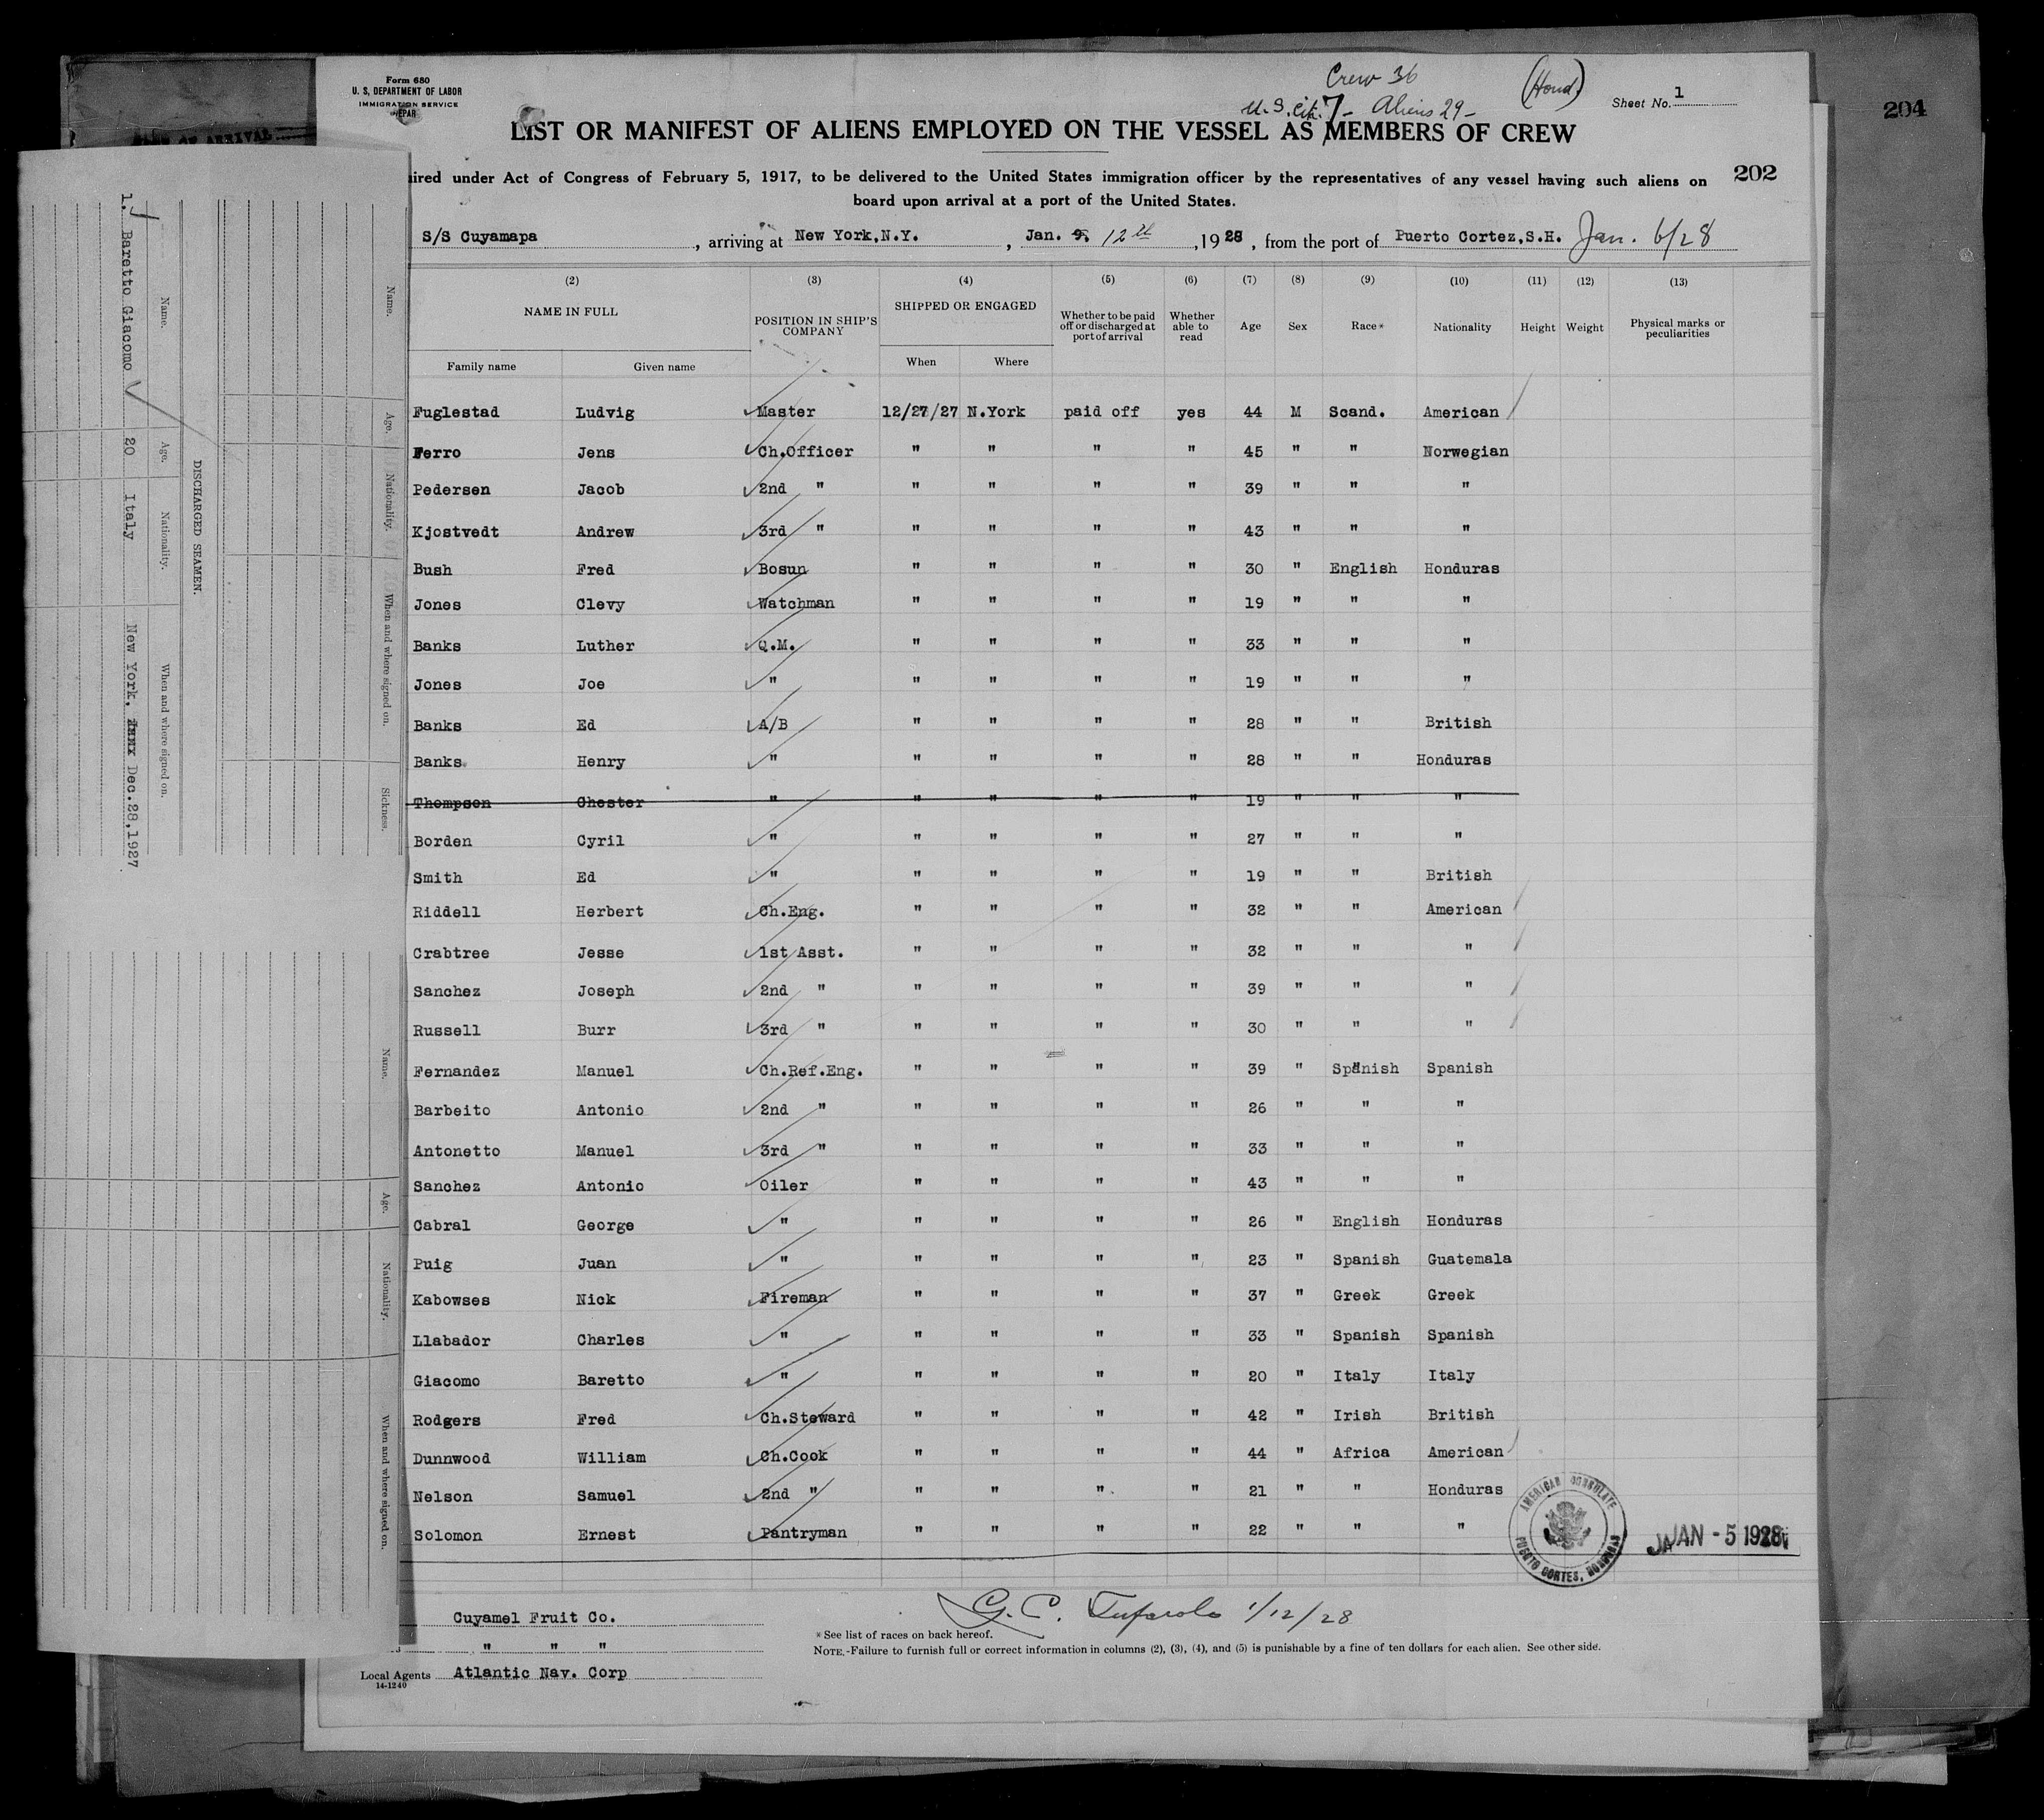 Form 680
U. S. DEPARTMENT OF LABOR
IMMIGRATION SERVICE
Crew 36
(Hond.)
U.S. Cit. 7 - Aliens 29 -
Sheet No. 1
204
LIST OR MANIFEST OF ALIENS EMPLOYED ON THE VESSEL AS MEMBERS OF CREW
ired under Act of Congress of February 5, 1917, to be delivered to the United States immigration officer by the representatives of any vessel having such aliens on
202
board upon arrival at a port of the United States.
S/S Cuyamapa , arriving at New York,N.Y. , Jan. 9. 12th ,1928 , from the port of Puerto Cortez,S.H. Jan. 6/28
(2) (3) (4) (5) (6) (7) (8) (9) (10) (11) (12) (13)
NAME IN FULL POSITION IN SHIP'S COMPANY SHIPPED OR ENGAGED Whether to be paid off or discharged at port of arrival Whether able to read Age Sex Race* Nationality Height Weight Physical marks or peculiarities
Family name Given name When Where
Fuglestad Ludvig Master 12/27/27 N.York paid off yes 44 M Scand. American
Ferro Jens Ch.Officer " " " " 45 " " Norwegian
Pedersen Jacob 2nd " " " " " 39 " " "
Kjostvedt Andrew 3rd " " " " " 43 " " "
Bush Fred Bosun " " " " 30 " English Honduras
Jones Clevy Watchman " " " " 19 " " "
Banks Luther Q.M. " " " " 33 " " "
Jones Joe " " " " " 19 " " "
Banks Ed A/B " " " " 28 " " British
Banks Henry " " " " " 28 " " Honduras
Thompson Chester " " " " " 19 " " "
Borden Cyril " " " " " 27 " " "
Smith Ed " " " " " 19 " " British
Riddell Herbert Ch.Eng. " " " " 32 " " American
Crabtree Jesse 1st Asst. " " " " 32 " " "
Sanchez Joseph 2nd " " " " " 39 " " "
Russell Burr 3rd " " " " " 30 " " "
Fernandez Manuel Ch.Ref.Eng. " " " " 39 " Spanish Spanish
Barbeito Antonio 2nd " " " " " 26 " " "
Antonetto Manuel 3rd " " " " " 33 " " "
Sanchez Antonio Oiler " " " " 43 " " "
Cabral George " " " " " 26 " English Honduras
Puig Juan " " " " " 23 " Spanish Guatemala
Kabowses Nick Fireman " " " " 37 " Greek Greek
Llabador Charles " " " " " 33 " Spanish Spanish
Giacomo Baretto " " " " " 20 " Italy Italy
Rodgers Fred Ch.Steward " " " " 42 " Irish British
Dunnwood William Ch.Cook " " " " 44 " Africa American
Nelson Samuel 2nd " " " " " 21 " " Honduras
Solomon Ernest Pantryman " " " " 22 " " "
AMERICAN CONSULATE
PUERTO CORTES, HONDURAS
JAN - 5 1928
Cuyamel Fruit Co.
" " "
Local Agents Atlantic Nav. Corp
14-1240
G. C. 1/12/28
*See list of races on back hereof.
NOTE.-Failure to furnish full or correct information in columns (2), (3), (4), and (5) is punishable by a fine of ten dollars for each alien. See other side.
Name. Age. Nationality. When and where signed on. Sickness.
DISCHARGED SEAMEN.
Name. Age. Nationality. When and where signed on.
1. Baretto Giacomo 20 Italy New York. Dec.28,1927
Name. Age. Nationality. When and where signed on.